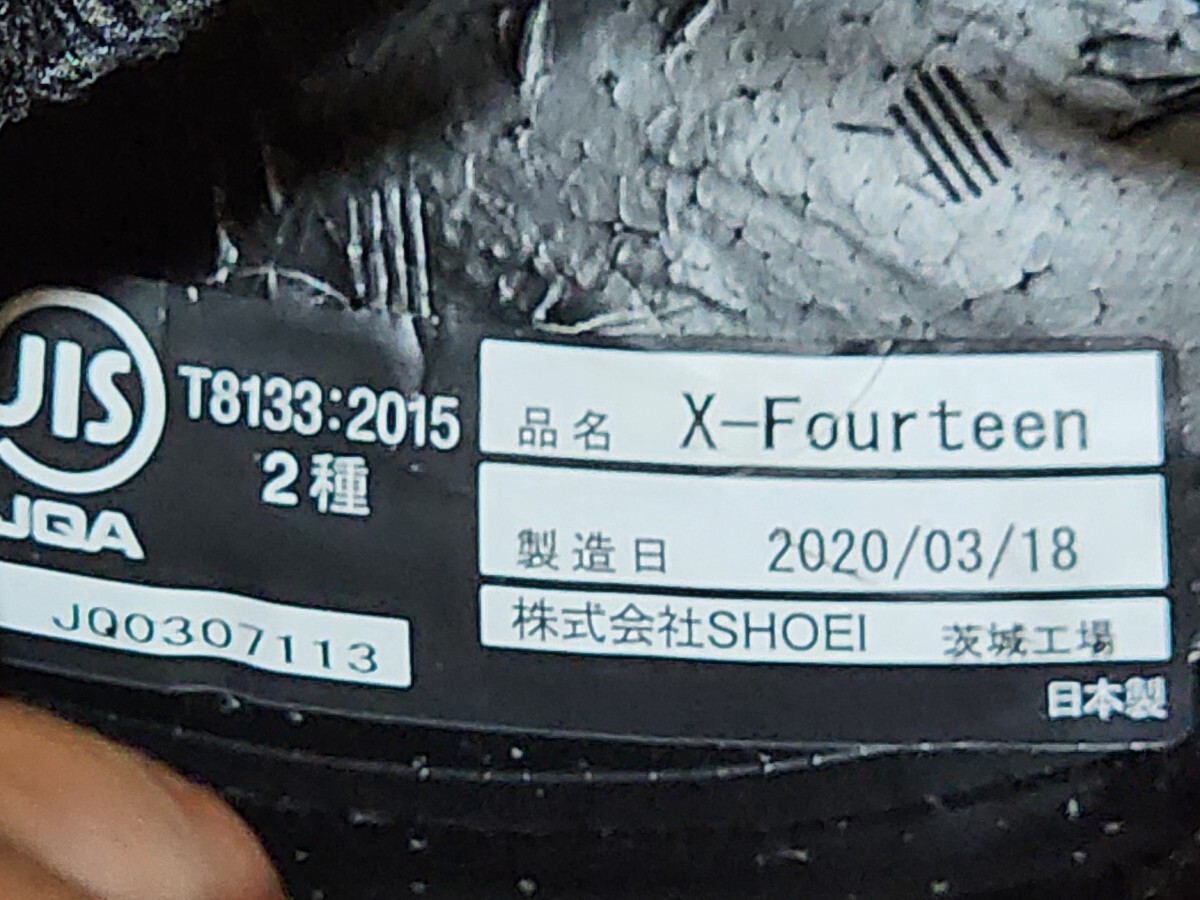 JIS
T8133:2015
2種
JQA
JQ0307113
品名 X-Fourteen
製造日 2020/03/18
株式会社SHOEI 茨城工場
日本製